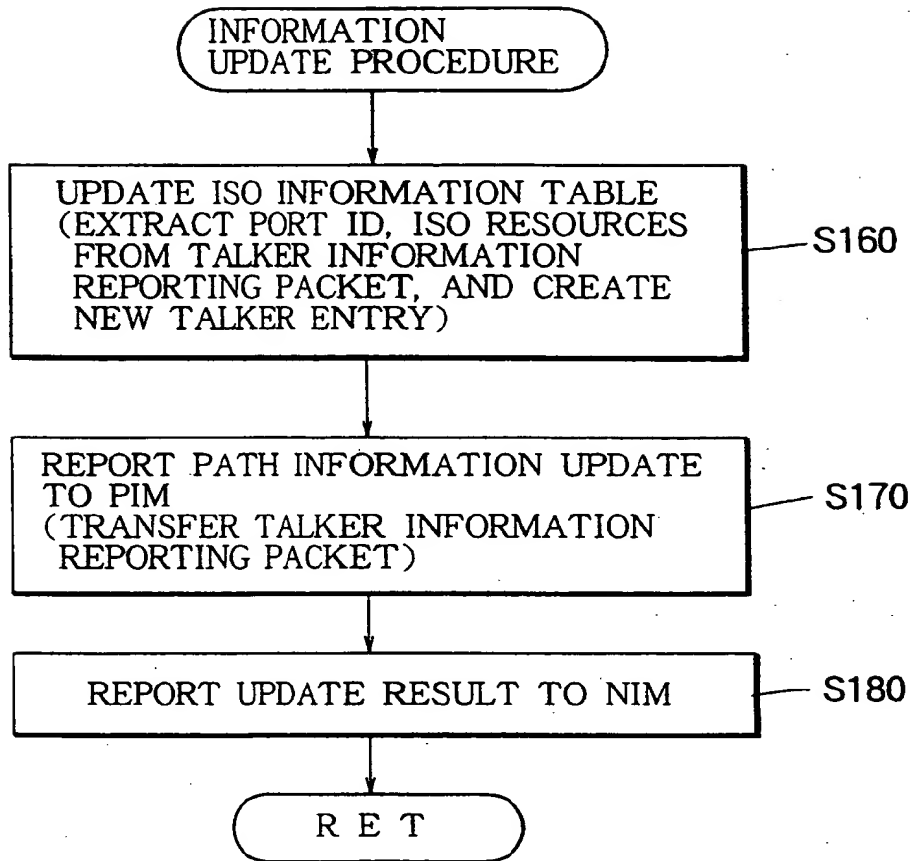 INFORMATION
UPDATE PROCEDURE
UPDATE ISO INFORMATION TABLE
(EXTRACT PORT ID, ISO RESOURCES
FROM TALKER INFORMATION
REPORTING PACKET, AND CREATE
NEW TALKER ENTRY)
S160
REPORT PATH INFORMATION UPDATE
TO PIM
(TRANSFER TALKER INFORMATION
REPORTING PACKET)
S170
REPORT UPDATE RESULT TO NIM
S180
R E T